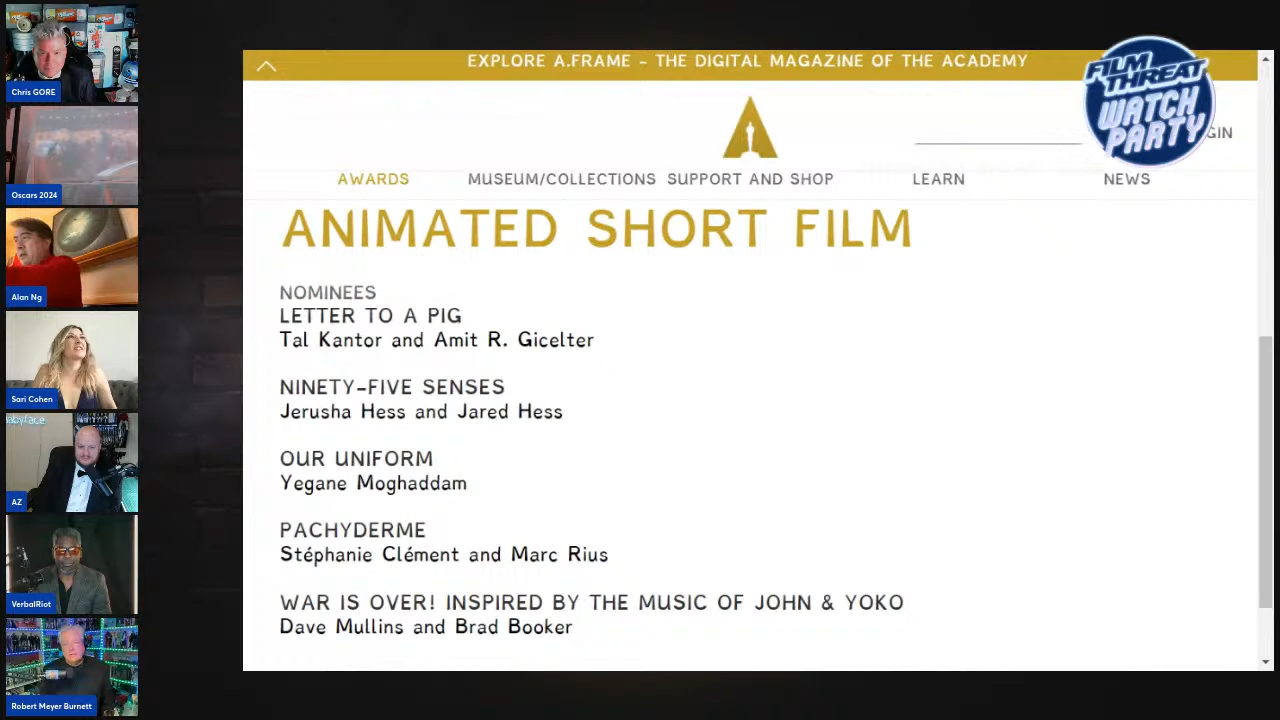 Chris GORE
Oscars 2024
Alan Ng
Sari Cohen
abyface
AZ
VerbalRiot
Robert Meyer Burnett
EXPLORE A.FRAME - THE DIGITAL MAGAZINE OF THE ACADEMY
FILM
THREAT
WATCH
PARTY
GIN
AWARDS
MUSEUM/COLLECTIONS
SUPPORT AND SHOP
LEARN
NEWS
ANIMATED SHORT FILM
NOMINEES
LETTER TO A PIG
Tal Kantor and Amit R. Gicelter
NINETY-FIVE SENSES
Jerusha Hess and Jared Hess
OUR UNIFORM
Yegane Moghaddam
PACHYDERME
Stéphanie Clément and Marc Rius
WAR IS OVER! INSPIRED BY THE MUSIC OF JOHN & YOKO
Dave Mullins and Brad Booker